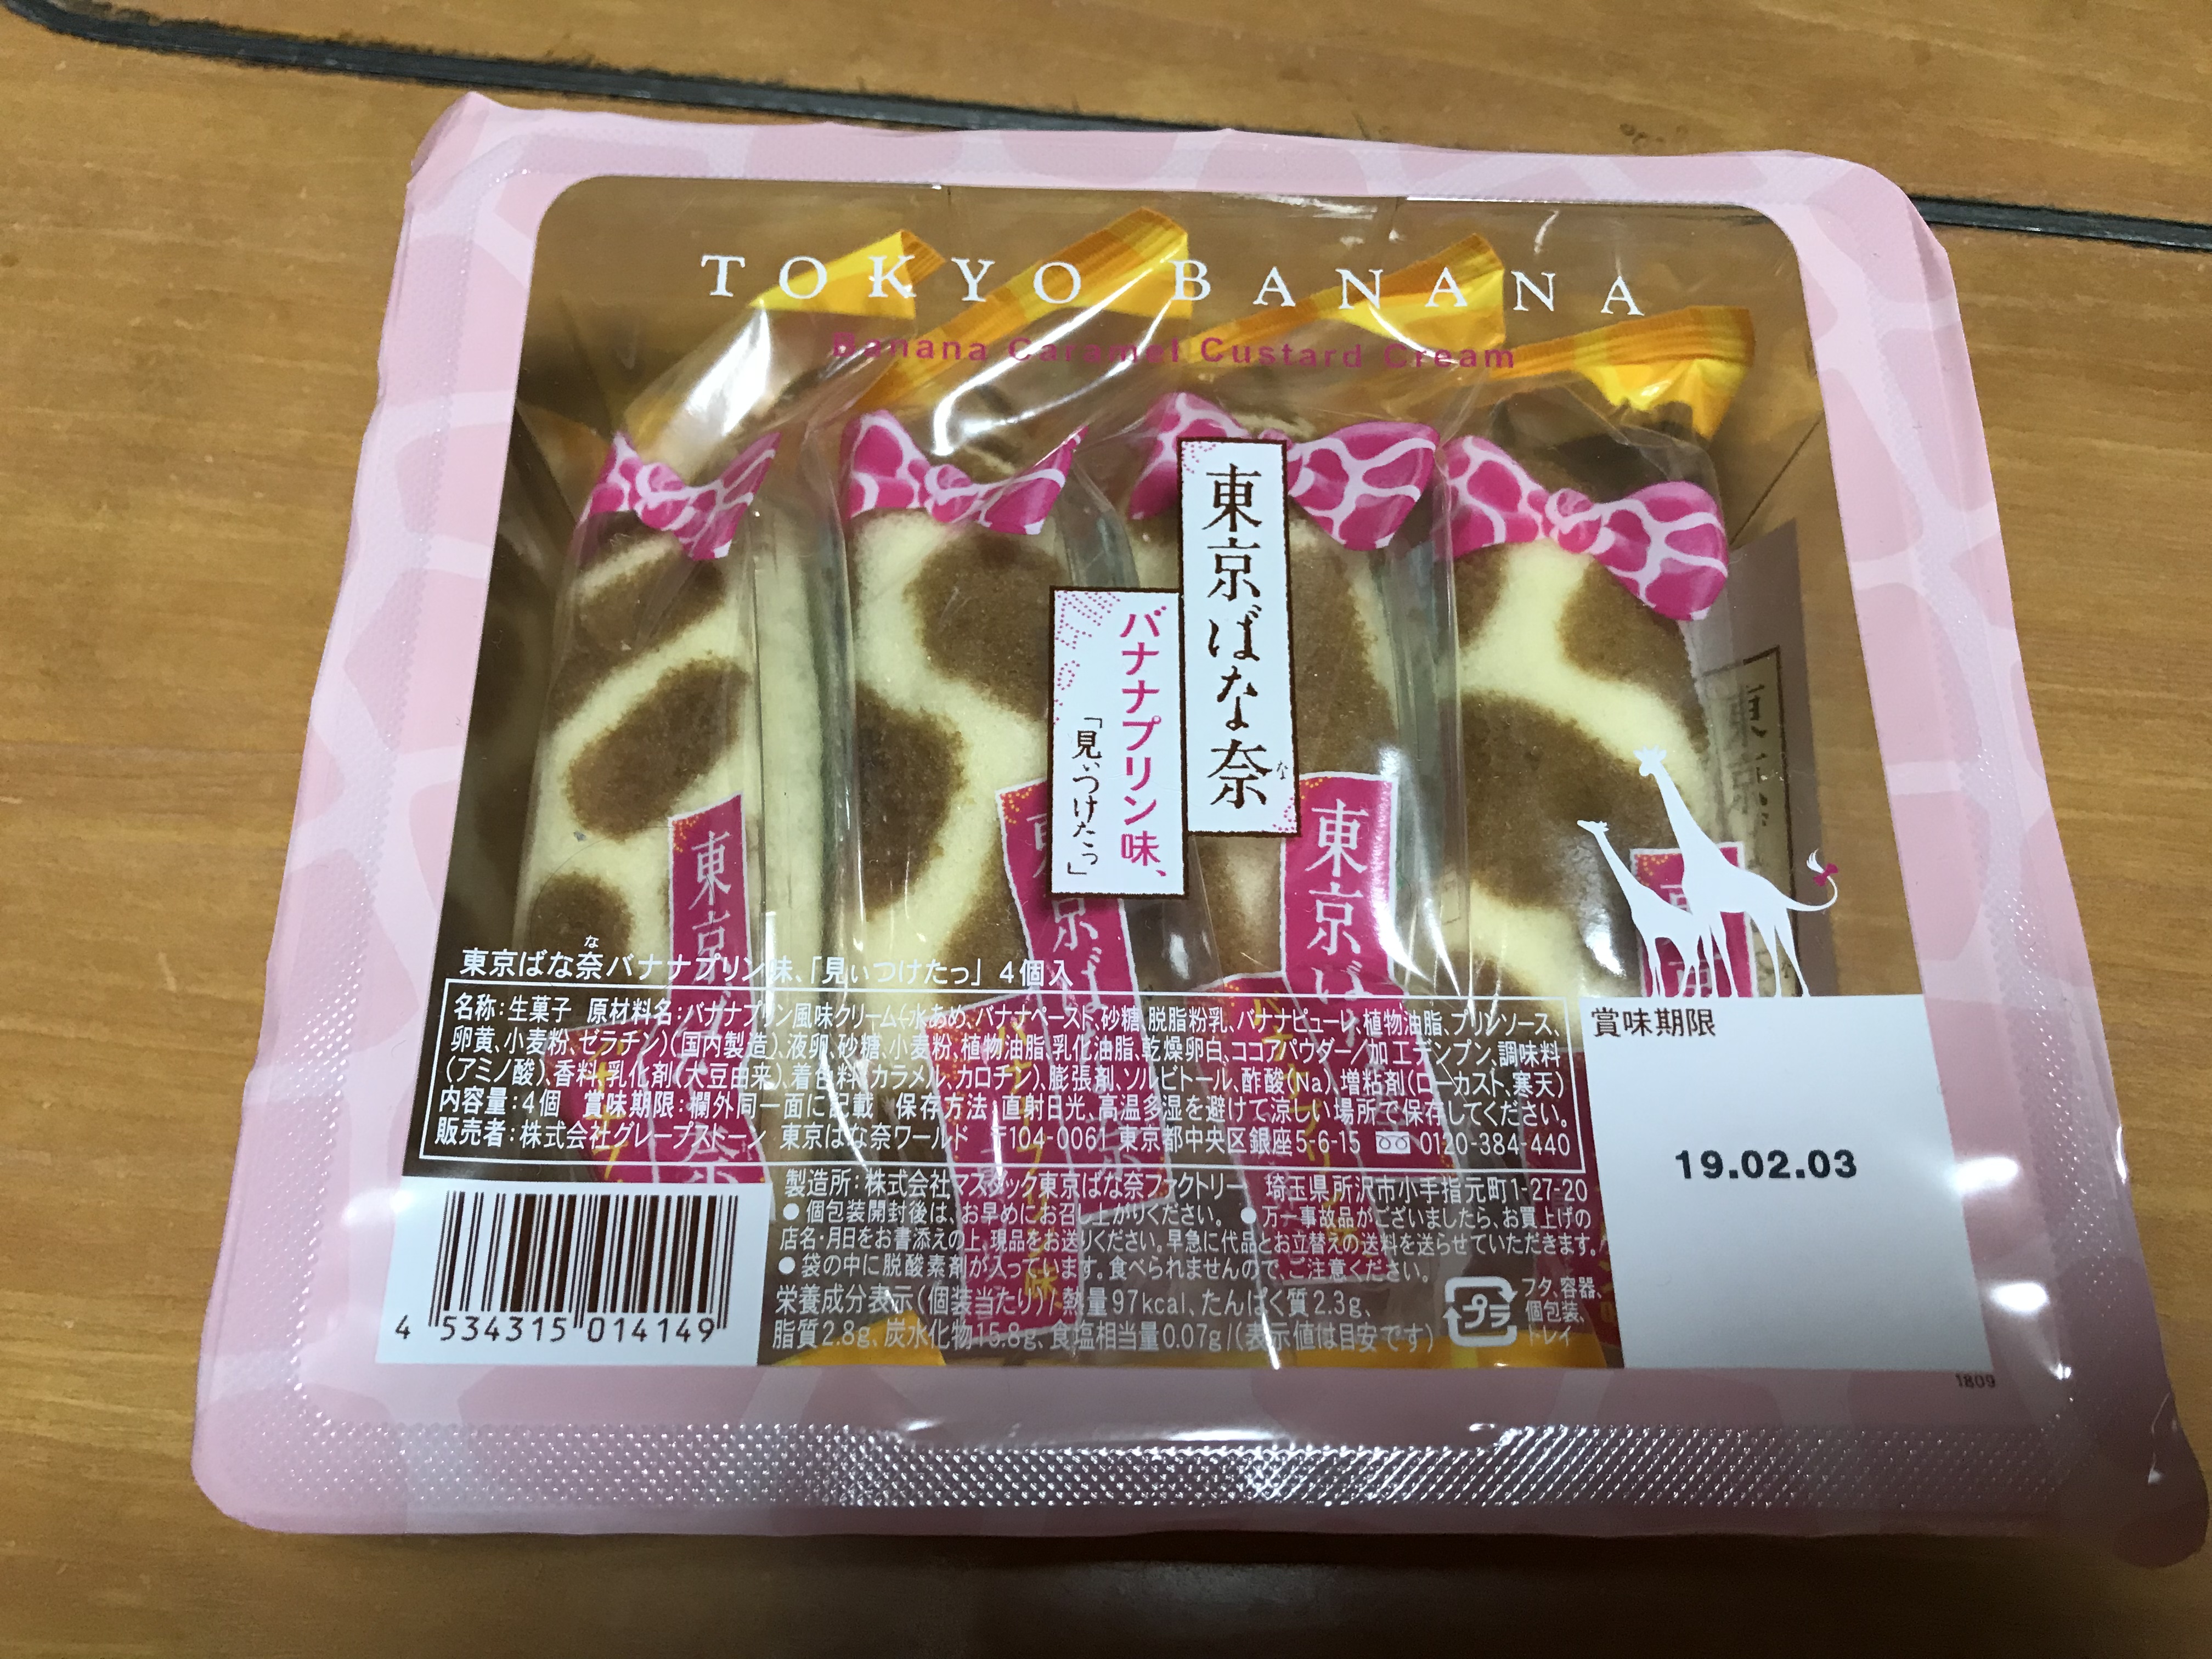 TOKYO BANANA
Banana Caramel Custard Cream
東京ばな奈
な
バナナプリン味、
「見ぃつけたっ」
東京
東京ば
東京ば
な
東京ばな奈バナナプリン味、「見ぃつけたっ」 4個入
名称:生菓子 原材料名:バナナプリン風味クリーム(水あめ、バナナペースト、砂糖、脱脂粉乳、バナナピューレ、植物油脂、プリンソース、
卵黄、小麦粉、ゼラチン)(国内製造)、液卵、砂糖、小麦粉、植物油脂、乳化油脂、乾燥卵白、ココアパウダー/加工デンプン、調味料
(アミノ酸)、香料、乳化剤(大豆由来)、着色料(カラメル、カロチン)、膨張剤、ソルビトール、酢酸(Na)、増粘剤(ローカスト、寒天)
内容量:4個 賞味期限:欄外同一面に記載 保存方法:直射日光、高温多湿を避けて涼しい場所で保存してください。
販売者:株式会社グレープストーン 東京ばな奈ワールド 〒104-0061 東京都中央区銀座5-6-15 0120-384-440
製造所:株式会社マスダック東京ばな奈ファクトリー 埼玉県所沢市小手指元町1-27-20
● 個包装開封後は、お早めにお召し上がりください。 ● 万一事故品がございましたら、お買上げの
店名・月日をお書添えの上、現品をお送りください。早急に代品とお立替えの送料を送らせていただきます。
● 袋の中に脱酸素剤が入っています。食べられませんので、ご注意ください。
栄養成分表示(個装当たり)/熱量97kcal、たんぱく質2.3g、
脂質2.8g、炭水化物15.8g、食塩相当量0.07g/(表示値は目安です)
プラ
フタ、容器、
個包装、
トレイ
賞味期限
19.02.03
4 534315 014149
1809